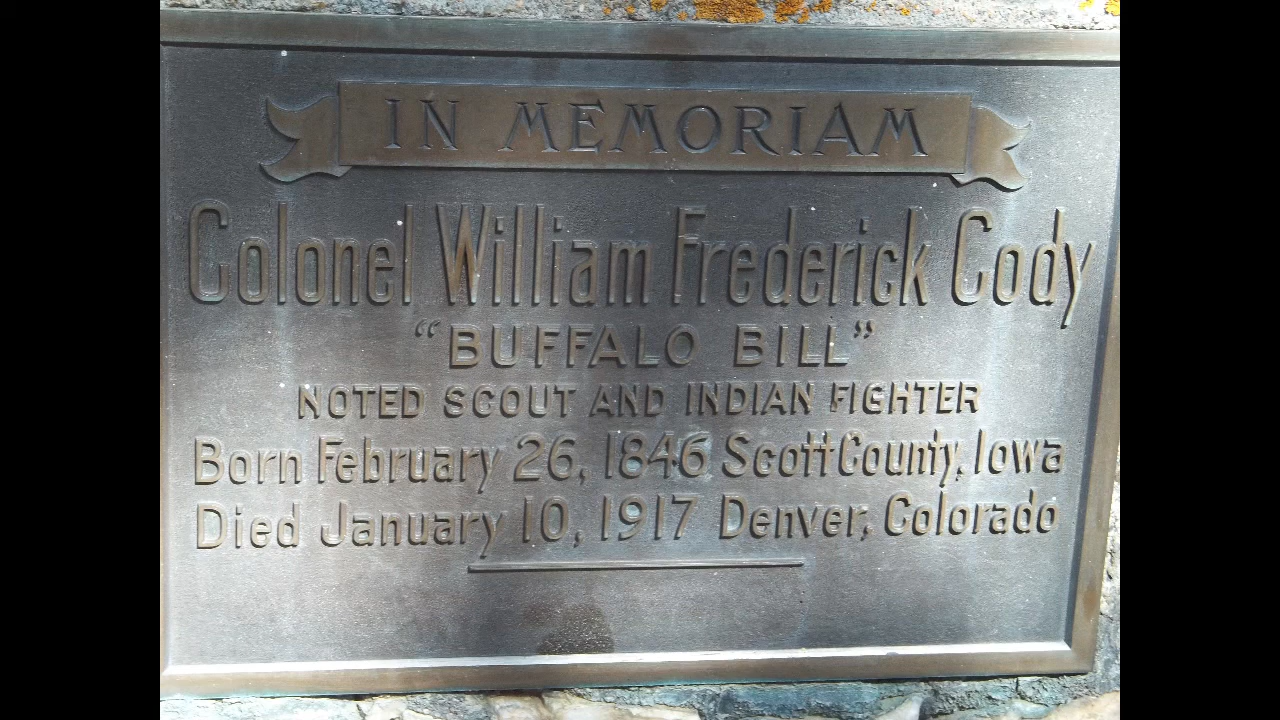 IN MEMORIAM
Colonel William Frederick Cody
"BUFFALO BILL"
NOTED SCOUT AND INDIAN FIGHTER
Born February 26, 1846 Scott County, Iowa
Died January 10, 1917 Denver, Colorado